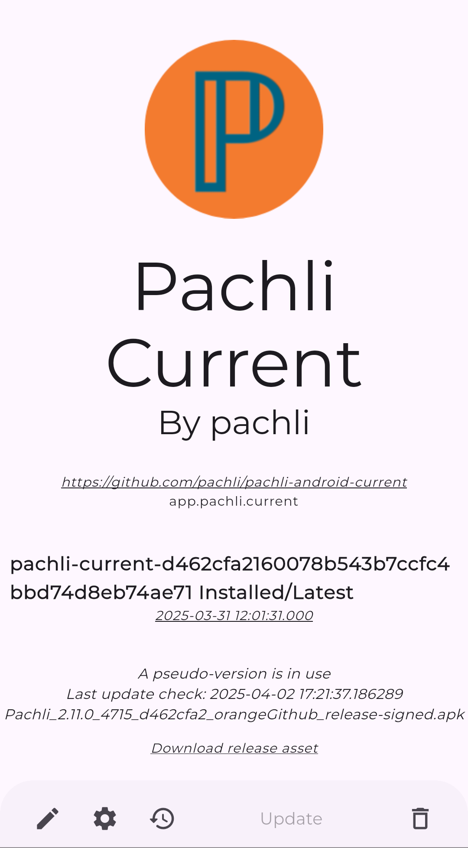 P
Pachli
Current
By pachli
https://github.com/pachli/pachli-android-current
app.pachli.current
pachli-current-d462cfa2160078b543b7ccfc4
bbd74d8eb74ae71 Installed/Latest
2025-03-31 12:01:31.000
A pseudo-version is in use
Last update check: 2025-04-02 17:21:37.186289
Pachli_2.11.0_4715_d462cfa2_orangeGithub_release-signed.apk
Download release asset
Update